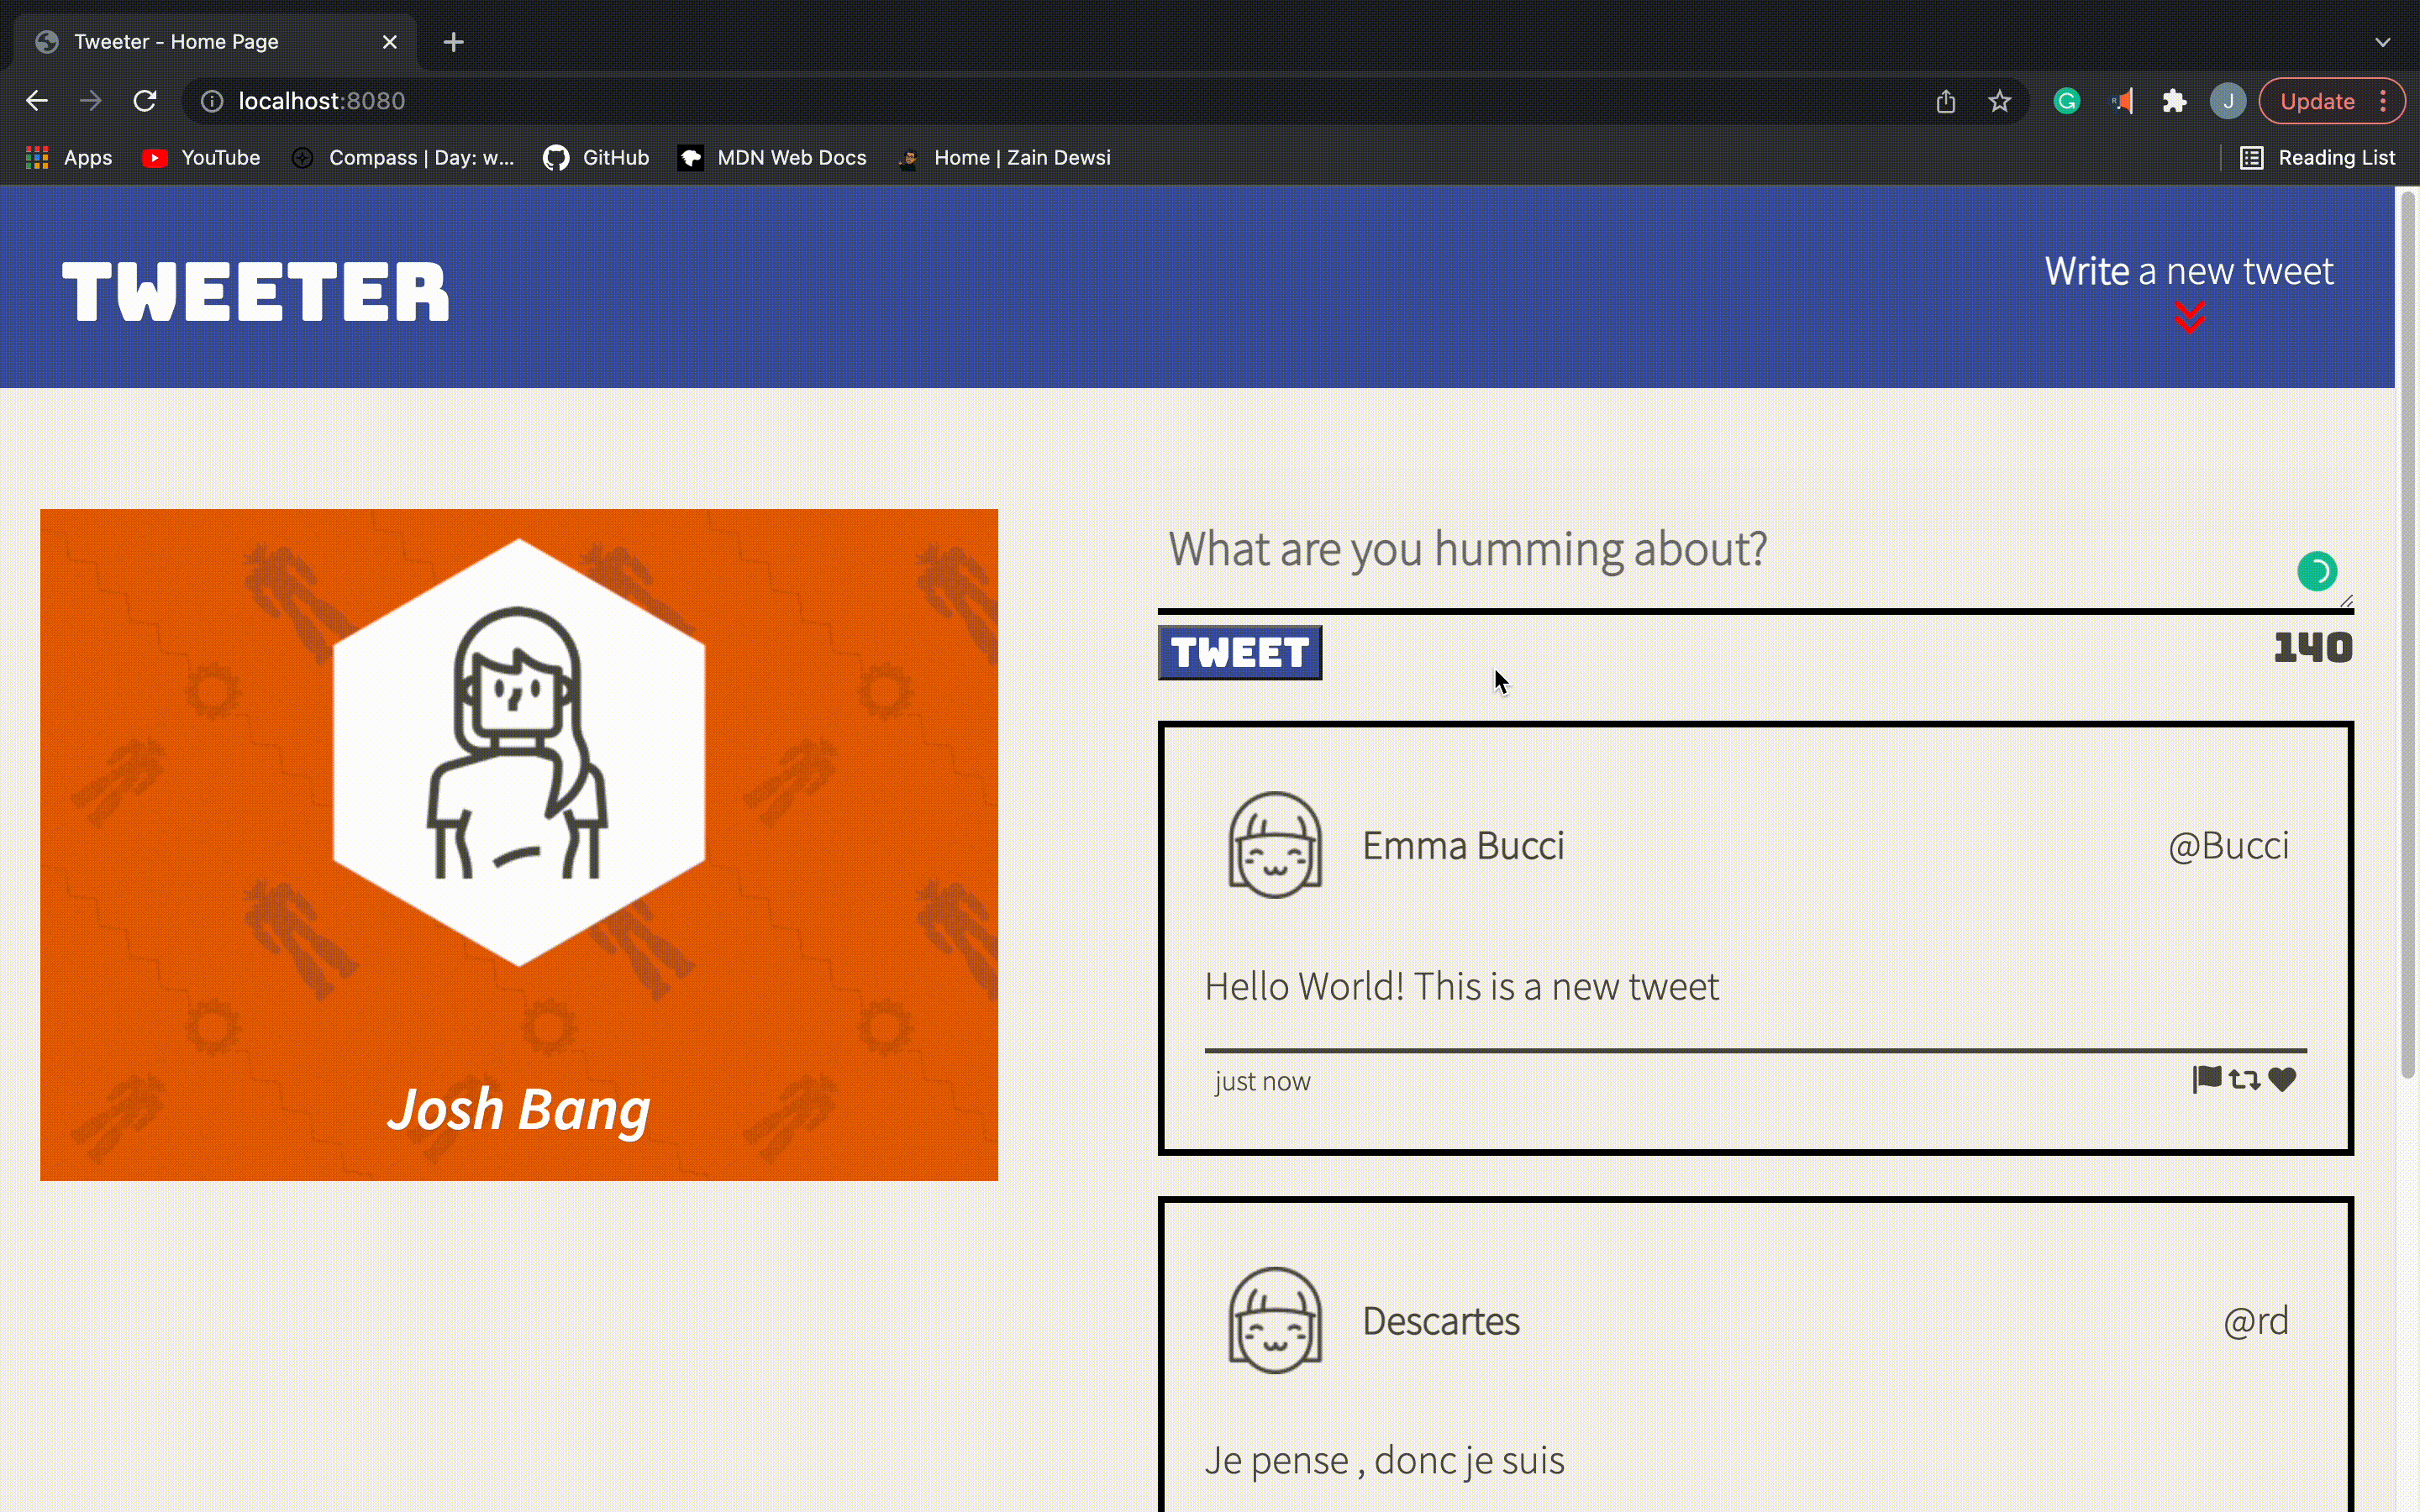 Tweeter - Home Page
localhost:8080
J
Update
Apps
YouTube
Compass | Day: w...
GitHub
MDN Web Docs
Home | Zain Dewsi
Reading List
TWEETER
Write a new tweet
What are you humming about?
TWEET
140
Josh Bang
Emma Bucci
@Bucci
Hello World! This is a new tweet
just now
Descartes
@rd
Je pense , donc je suis